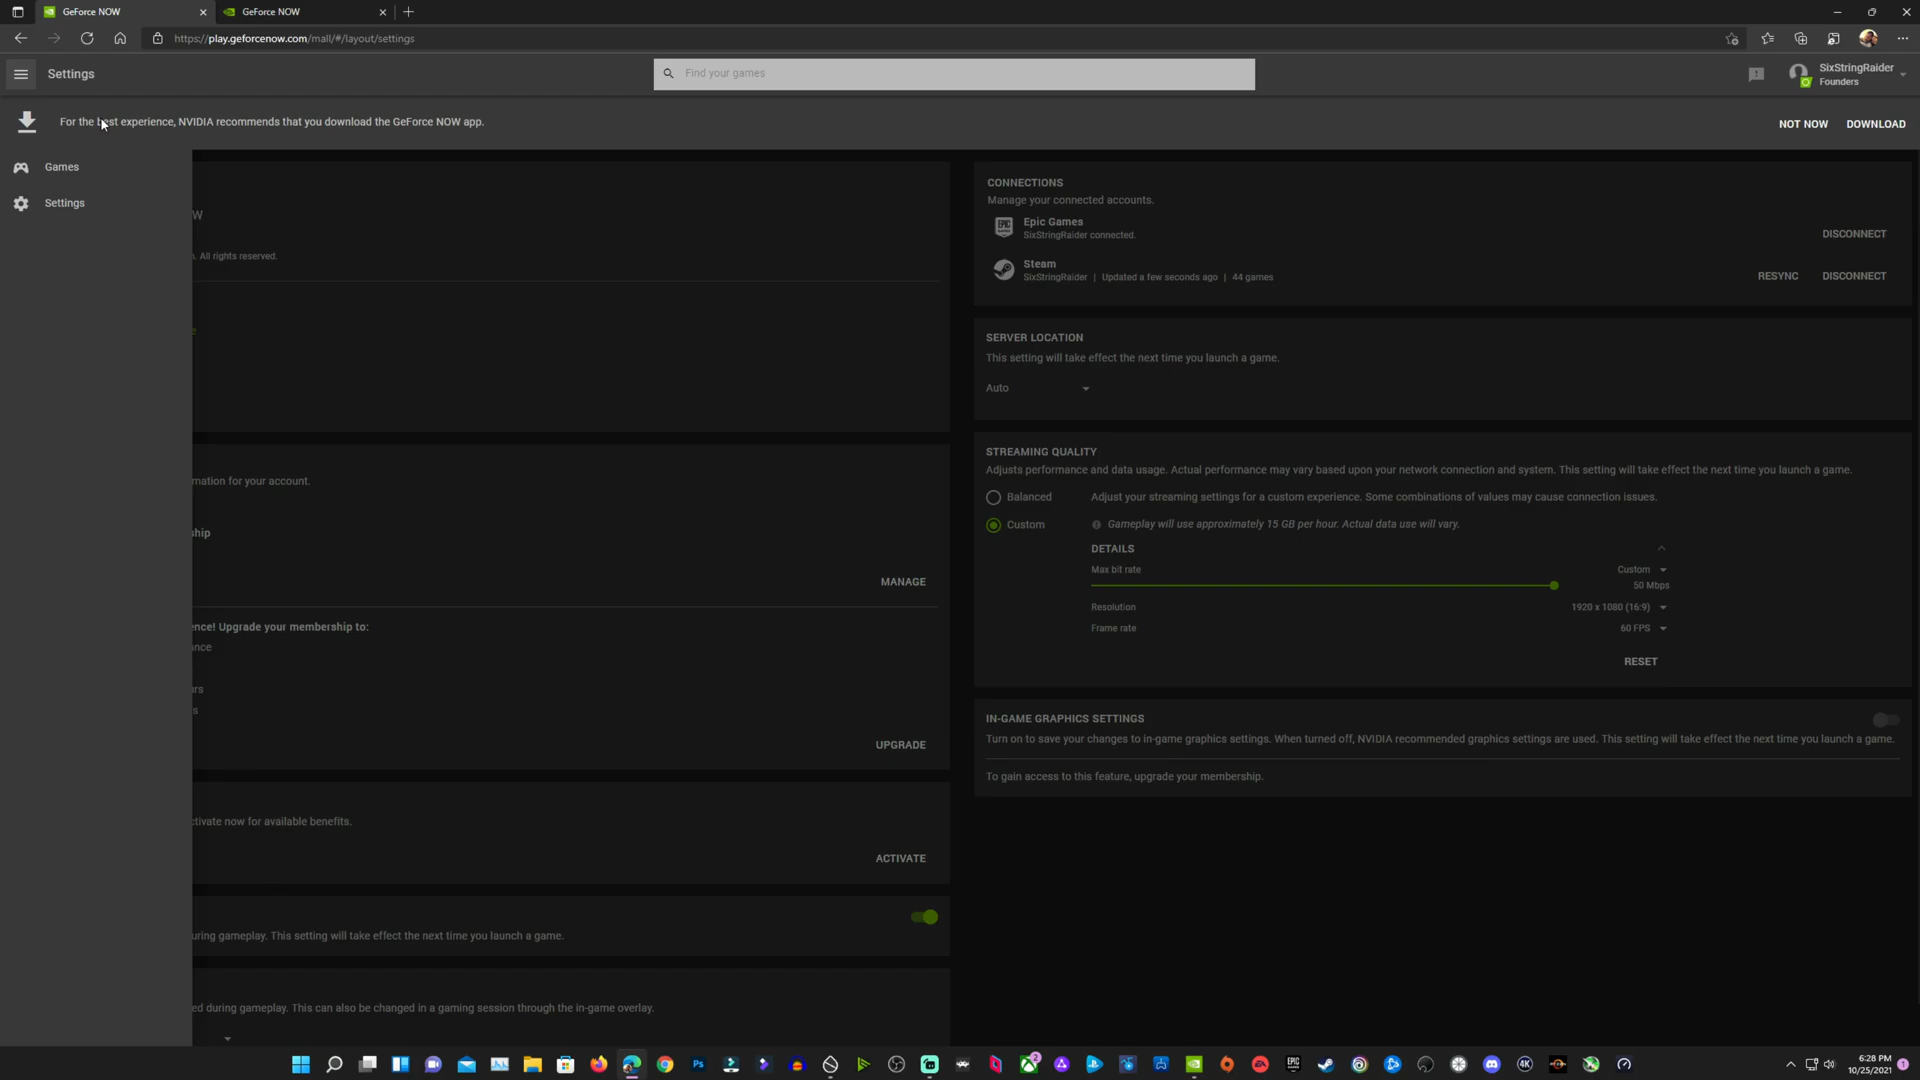 GeForce NOW
GeForce NOW
https://play.geforcenow.com/mall/#/layout/settings
Settings
Find your games
SixStringRaider
Founders
For the best experience, NVIDIA recommends that you download the GeForce NOW app.
NOT NOW
DOWNLOAD
Games
Settings
W
. All rights reserved.
mation for your account.
ship
MANAGE
ence! Upgrade your membership to:
ance
rs
s
UPGRADE
ctivate now for available benefits.
ACTIVATE
uring gameplay. This setting will take effect the next time you launch a game.
ed during gameplay. This can also be changed in a gaming session through the in-game overlay.
CONNECTIONS
Manage your connected accounts.
Epic Games
SixStringRaider connected.
DISCONNECT
Steam
SixStringRaider | Updated a few seconds ago | 44 games
RESYNC
DISCONNECT
SERVER LOCATION
This setting will take effect the next time you launch a game.
Auto
STREAMING QUALITY
Adjusts performance and data usage. Actual performance may vary based upon your network connection and system. This setting will take effect the next time you launch a game.
Balanced
Adjust your streaming settings for a custom experience. Some combinations of values may cause connection issues.
Custom
Gameplay will use approximately 15 GB per hour. Actual data use will vary.
DETAILS
Max bit rate
Custom
50 Mbps
Resolution
1920 x 1080 (16:9)
Frame rate
60 FPS
RESET
IN-GAME GRAPHICS SETTINGS
Turn on to save your changes to in-game graphics settings. When turned off, NVIDIA recommended graphics settings are used. This setting will take effect the next time you launch a game.
To gain access to this feature, upgrade your membership.
Ps
2
EPIC GAMES
EA
4K
6:28 PM
10/25/2021
1